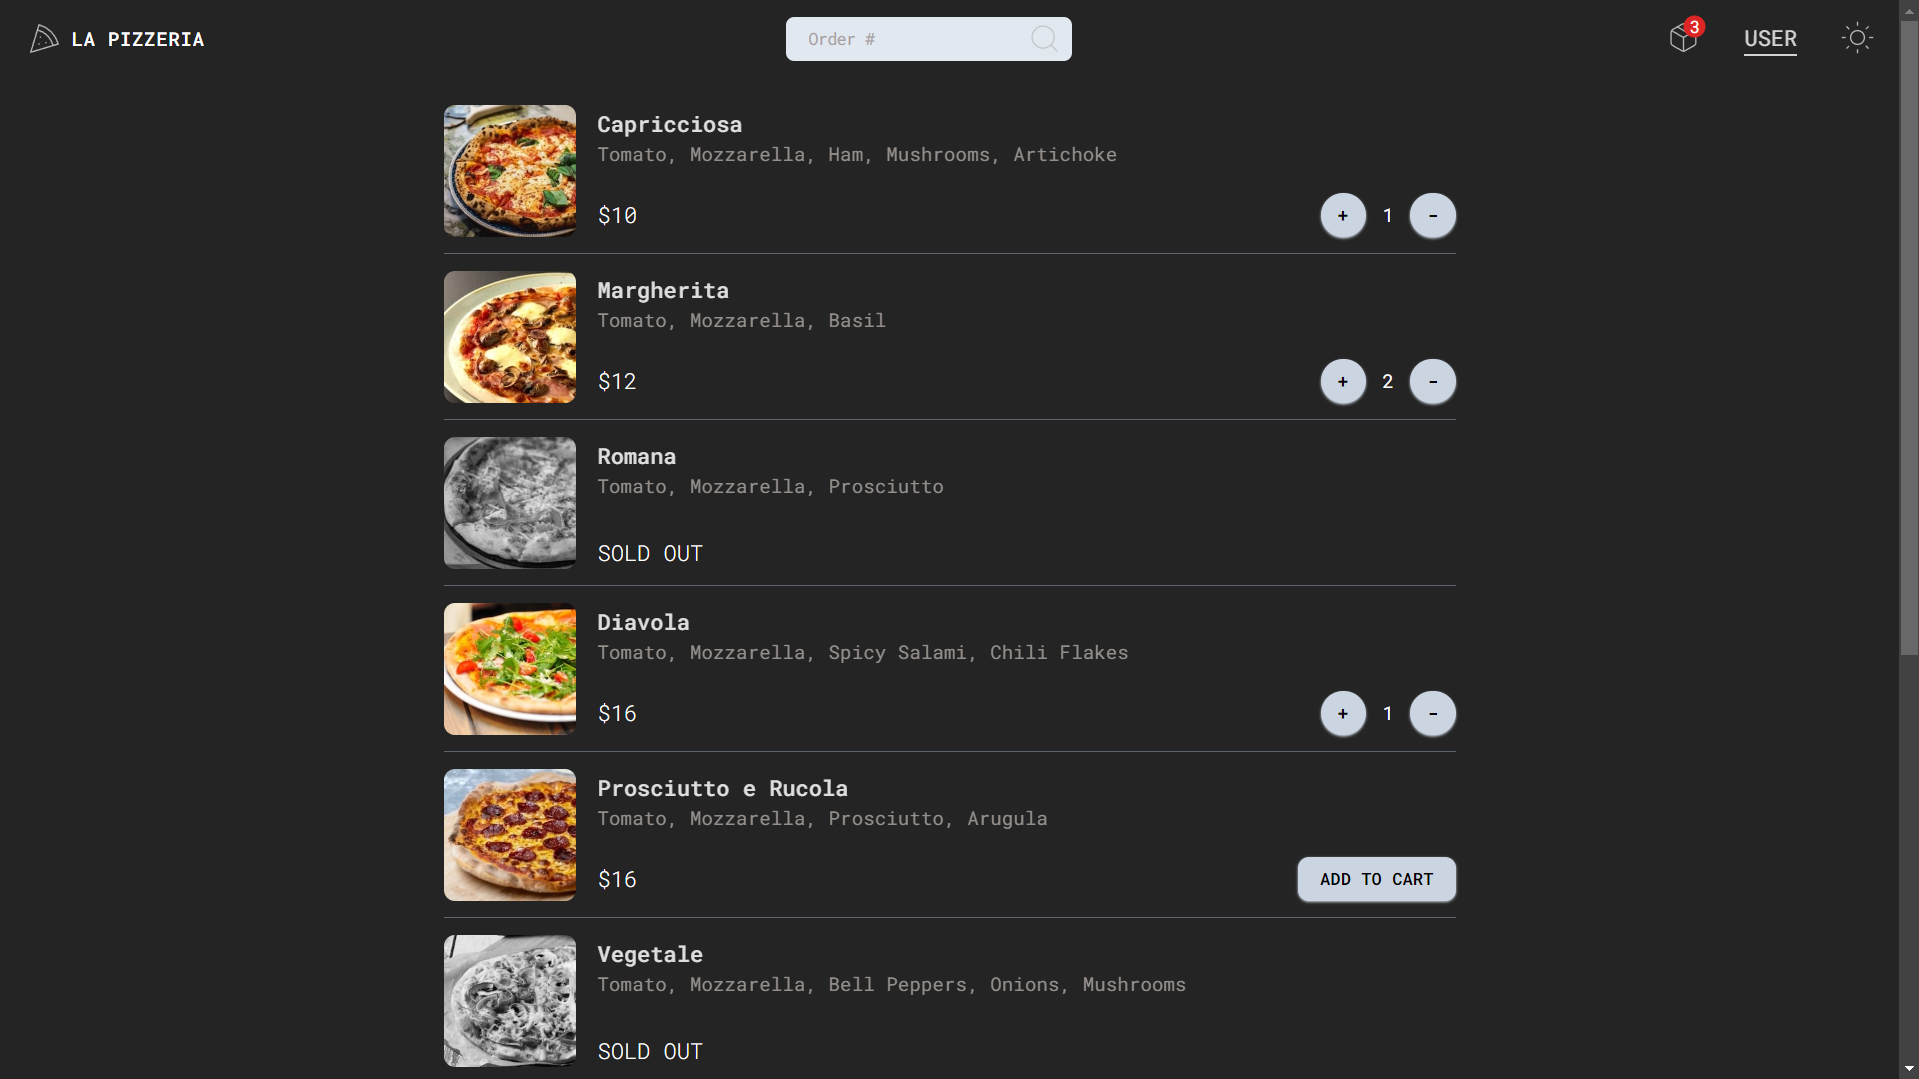 LA PIZZERIA
Order #
3
USER
Capricciosa
Tomato, Mozzarella, Ham, Mushrooms, Artichoke
$10
+ 1 -
Margherita
Tomato, Mozzarella, Basil
$12
+ 2 -
Romana
Tomato, Mozzarella, Prosciutto
SOLD OUT
Diavola
Tomato, Mozzarella, Spicy Salami, Chili Flakes
$16
+ 1 -
Prosciutto e Rucola
Tomato, Mozzarella, Prosciutto, Arugula
$16
ADD TO CART
Vegetale
Tomato, Mozzarella, Bell Peppers, Onions, Mushrooms
SOLD OUT